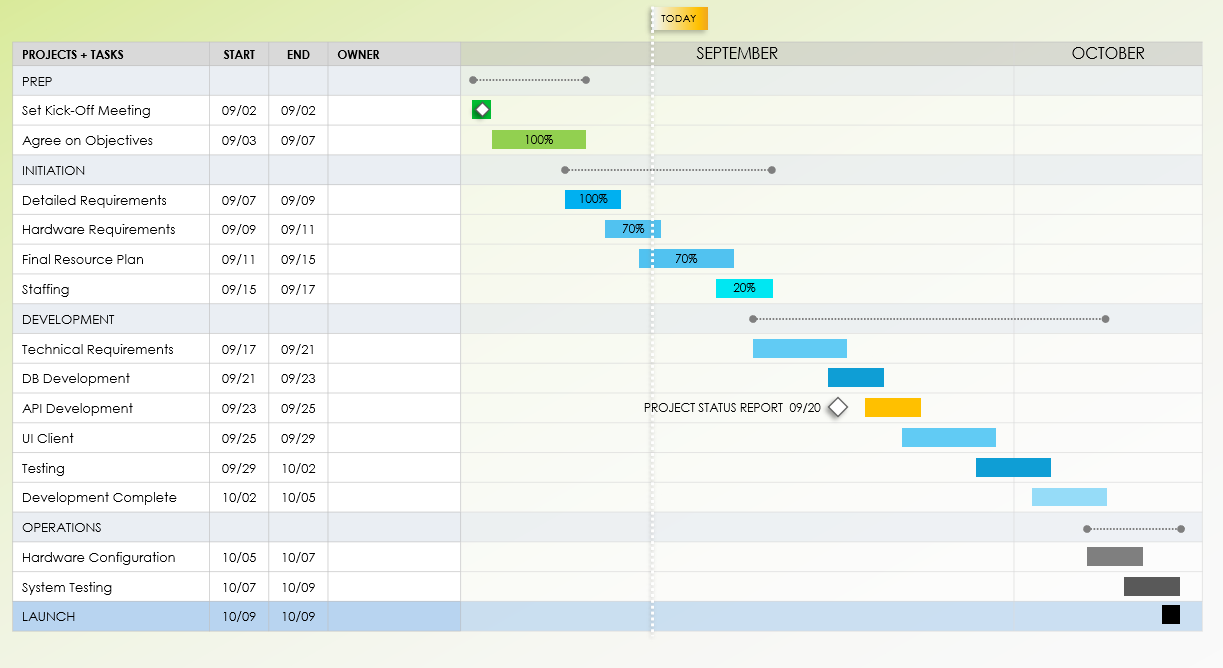 TODAY
PROJECTS + TASKS START END OWNER SEPTEMBER OCTOBER
PREP
Set Kick-Off Meeting 09/02 09/02
Agree on Objectives 09/03 09/07 100%
INITIATION
Detailed Requirements 09/07 09/09 100%
Hardware Requirements 09/09 09/11 70%
Final Resource Plan 09/11 09/15 70%
Staffing 09/15 09/17 20%
DEVELOPMENT
Technical Requirements 09/17 09/21
DB Development 09/21 09/23
API Development 09/23 09/25 PROJECT STATUS REPORT 09/20
UI Client 09/25 09/29
Testing 09/29 10/02
Development Complete 10/02 10/05
OPERATIONS
Hardware Configuration 10/05 10/07
System Testing 10/07 10/09
LAUNCH 10/09 10/09